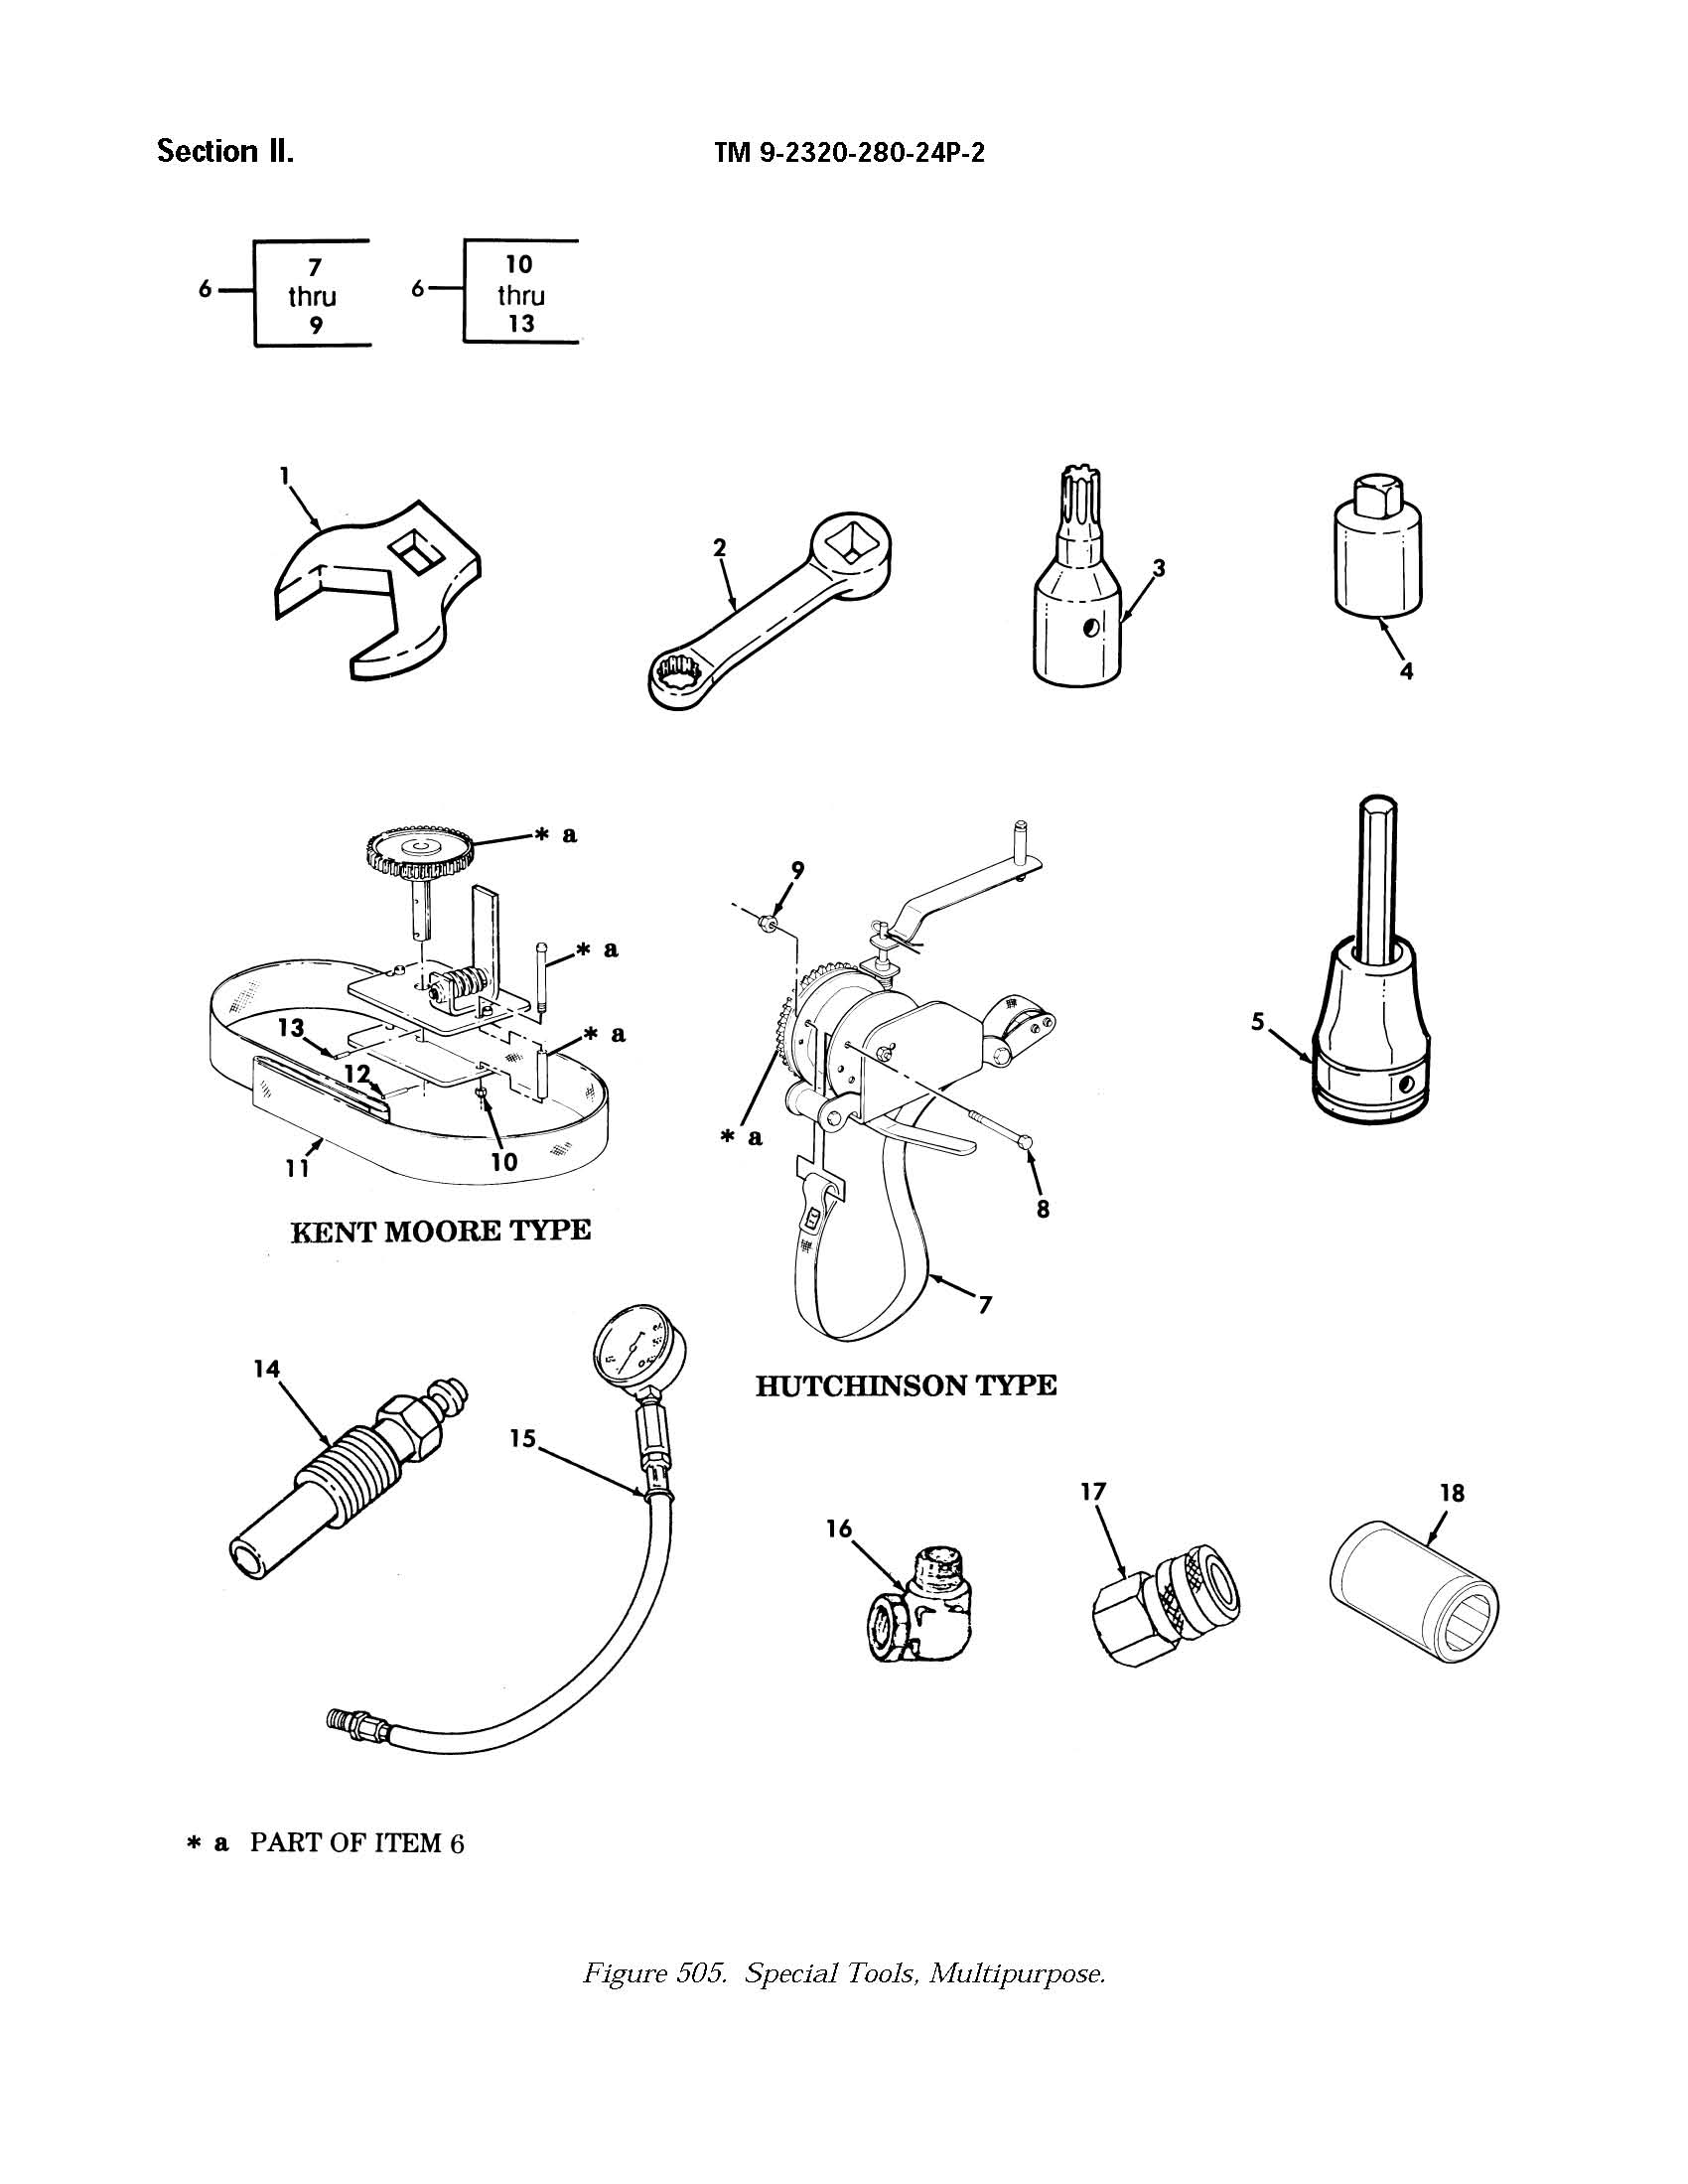 Section II.
TM 9-2320-280-24P-2
6
7
thru
9
6
10
thru
13
1
2
3
4
* a
* a
* a
13
12
11
10
KENT MOORE TYPE
9
* a
8
7
HUTCHINSON TYPE
5
14
15
16
17
18
* a PART OF ITEM 6
Figure 505. Special Tools, Multipurpose.